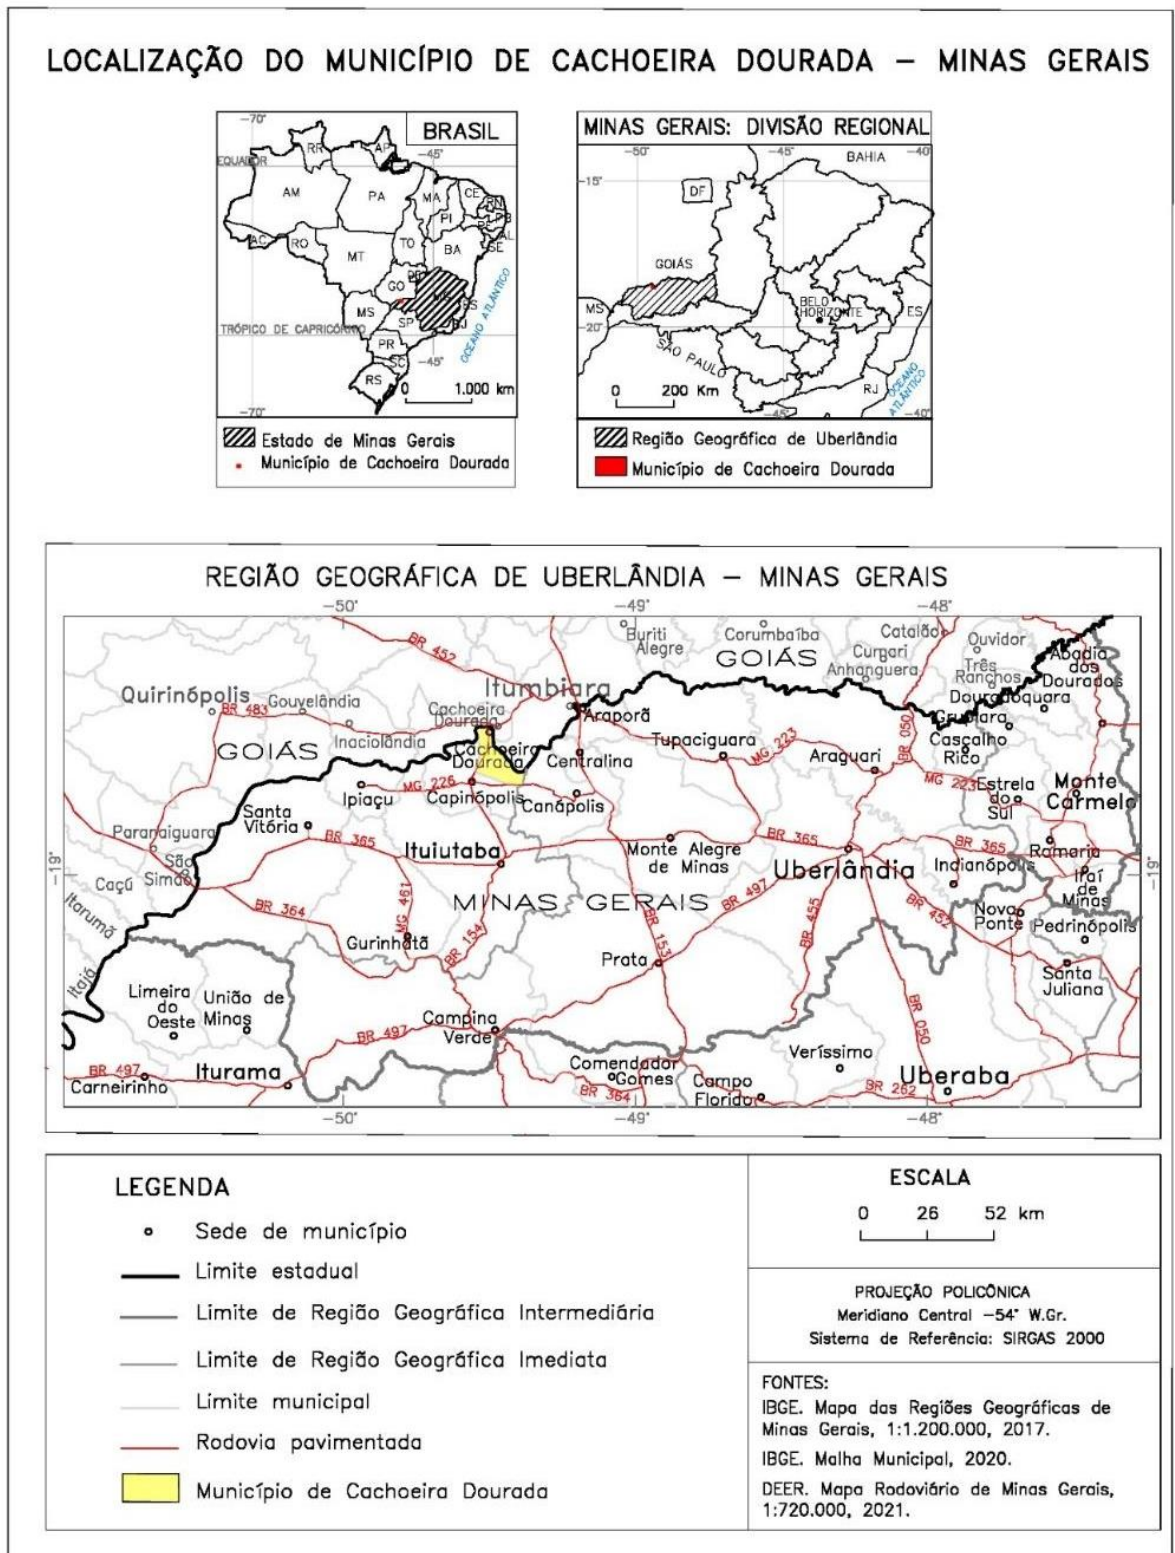 LOCALIZAÇÃO DO MUNICÍPIO DE CACHOEIRA DOURADA – MINAS GERAIS
BRASIL
-70°
-45°
EQUADOR
RR
AP
AM
PA
MA
CE
RN
PB
PI
AL
SE
AC
RO
TO
BA
MT
DF
GO
MG
ES
MS
SP
RJ
TRÓPICO DE CAPRICÓRNIO
PR
SC
RS
-45°
-70°
OCEANO ATLÂNTICO
0 1.000 km
Estado de Minas Gerais
Município de Cachoeira Dourada
MINAS GERAIS: DIVISÃO REGIONAL
-50°
-40°
BAHIA
-15°
DF
GOIÁS
MS
-20°
BELO
HORIZONTE
ES
SÃO PAULO
RJ
OCEANO
ATLÂNTICO
0 200 Km
-45°
-40°
Região Geográfica de Uberlândia
Município de Cachoeira Dourada
REGIÃO GEOGRÁFICA DE UBERLÂNDIA – MINAS GERAIS
-50°
-49°
-48°
BR 452
Buriti
Alegre
Corumbaíba
GOIÁS
Catalão
Cumari
Anhanguera
Ouvidor
Três
Ranchos
Abadia
dos
Dourados
Douradoquara
Grupiara
Quirinópolis
Gouvelândia
BR 483
Inaciolândia
GOIÁS
Cachoeira
Dourada
Itumbiara
Araporã
Cachoeira
Dourada
Centralina
Tupaciguara
MG 223
Araguari
BR 050
Cascalho
Rico
MG 223
Estrela
do
Sul
Monte
Carmelo
Ipiaçu
MG 226
Capinópolis
Canápolis
Santa
Vitória
BR 365
Ituiutaba
Monte Alegre
de Minas
BR 365
Uberlândia
BR 365
Indianópolis
Romaria
Iraí
de
Minas
Paranaiguara
São
Simão
Caçú
Itarumã
Itajá
-19°
-19°
MINAS GERAIS
BR 364
MG 461
Gurinhatã
BR 154
Prata
BR 153
BR 497
BR 455
BR 452
Nova
Ponte
Pedrinópolis
Santa
Juliana
Limeira
do
Oeste
União de
Minas
BR 497
Campina
Verde
BR 050
Veríssimo
BR 497
Carneirinho
Iturama
Comendador
Gomes
BR 364
Campo
Florido
BR 262
Uberaba
-50°
-49°
-48°
LEGENDA
Sede de município
Limite estadual
Limite de Região Geográfica Intermediária
Limite de Região Geográfica Imediata
Limite municipal
Rodovia pavimentada
Município de Cachoeira Dourada
ESCALA
0 26 52 km
PROJEÇÃO POLICÔNICA
Meridiano Central -54° W.Gr.
Sistema de Referência: SIRGAS 2000
FONTES:
IBGE. Mapa das Regiões Geográficas de
Minas Gerais, 1:1.200.000, 2017.
IBGE. Malha Municipal, 2020.
DEER. Mapa Rodoviário de Minas Gerais,
1:720.000, 2021.